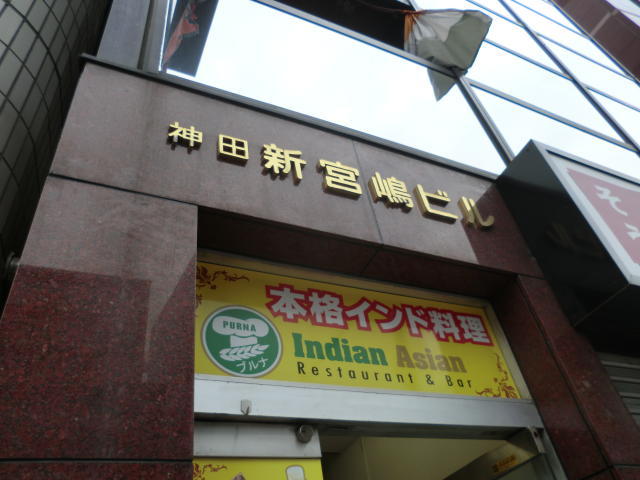 神田新宮嶋ビル
そ
本格インド料理
PURNA
プルナ
Indian Asian
Restaurant & Bar